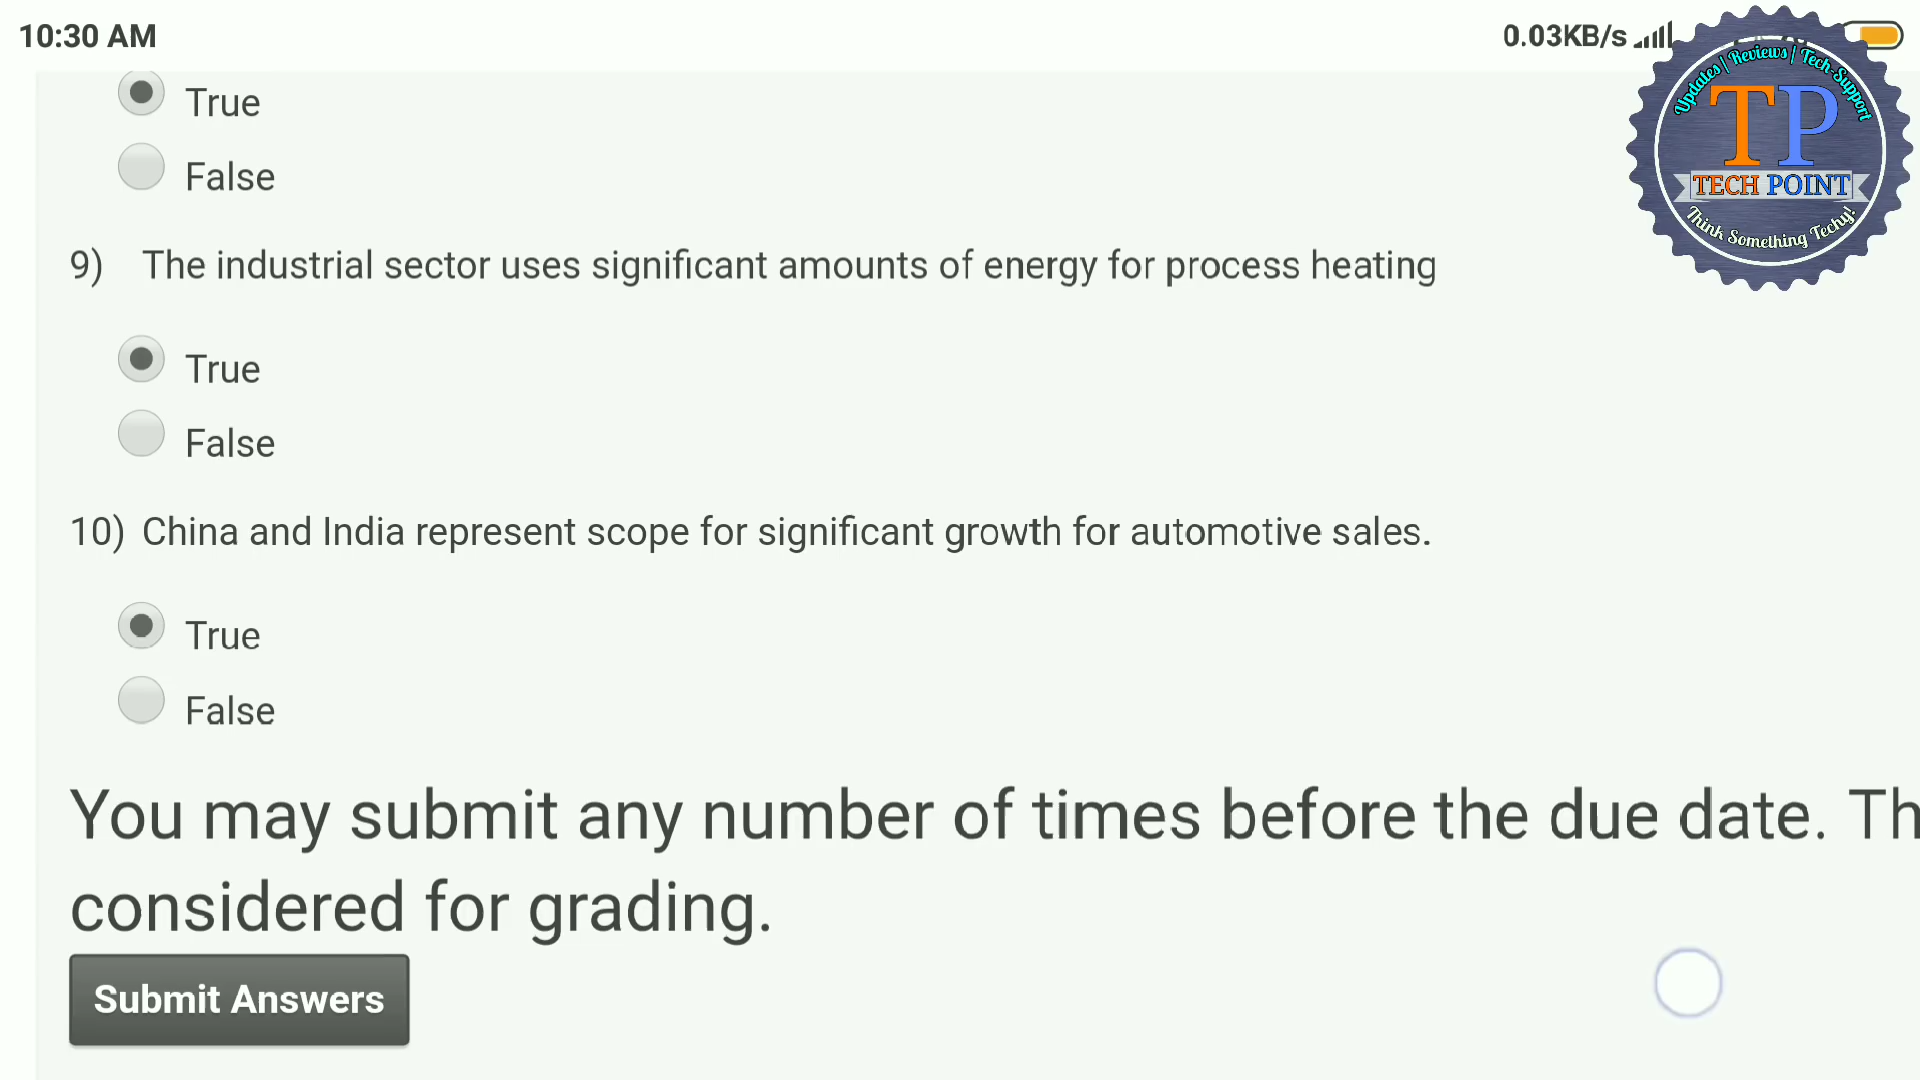 10:30 AM
0.03KB/s
Updates | Reviews | Tech-Support
TP
TECH POINT
Think Something Techy!
True
False
9) The industrial sector uses significant amounts of energy for process heating
True
False
10) China and India represent scope for significant growth for automotive sales.
True
False
You may submit any number of times before the due date. Th
considered for grading.
Submit Answers